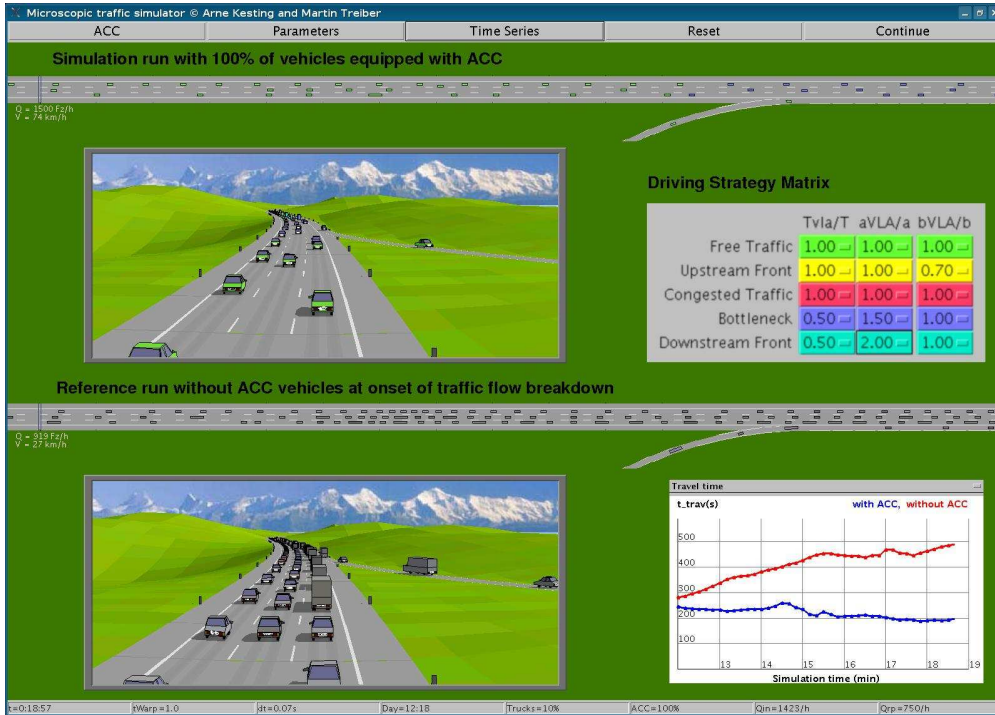 Microscopic traffic simulator © Arne Kesting and Martin Treiber
ACC Parameters Time Series Reset Continue
Simulation run with 100% of vehicles equipped with ACC
Q = 1500 Fz/h
V = 74 km/h
Driving Strategy Matrix
Tvla/T aVLA/a bVLA/b
Free Traffic 1.00 1.00 1.00
Upstream Front 1.00 1.00 0.70
Congested Traffic 1.00 1.00 1.00
Bottleneck 0.50 1.50 1.00
Downstream Front 0.50 2.00 1.00
Reference run without ACC vehicles at onset of traffic flow breakdown
Q = 919 Fz/h
V = 27 km/h
Travel time
t_trav(s) with ACC, without ACC
500
400
300
200
100
13 14 15 16 17 18 19
Simulation time (min)
t=0:18:57 tWarp=1.0 dt=0.07s Day=12:18 Trucks=10% ACC=100% Qin=1423/h Qrp=750/h